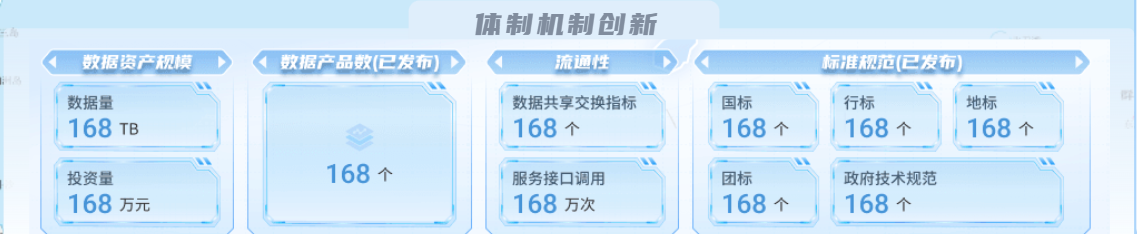 体制机制创新
数据资产规模
数据量
168 TB
投资量
168 万元
数据产品数(已发布)
168 个
流通性
数据共享交换指标
168 个
服务接口调用
168 万次
标准规范(已发布)
国标
168 个
行标
168 个
地标
168 个
团标
168 个
政府技术规范
168 个